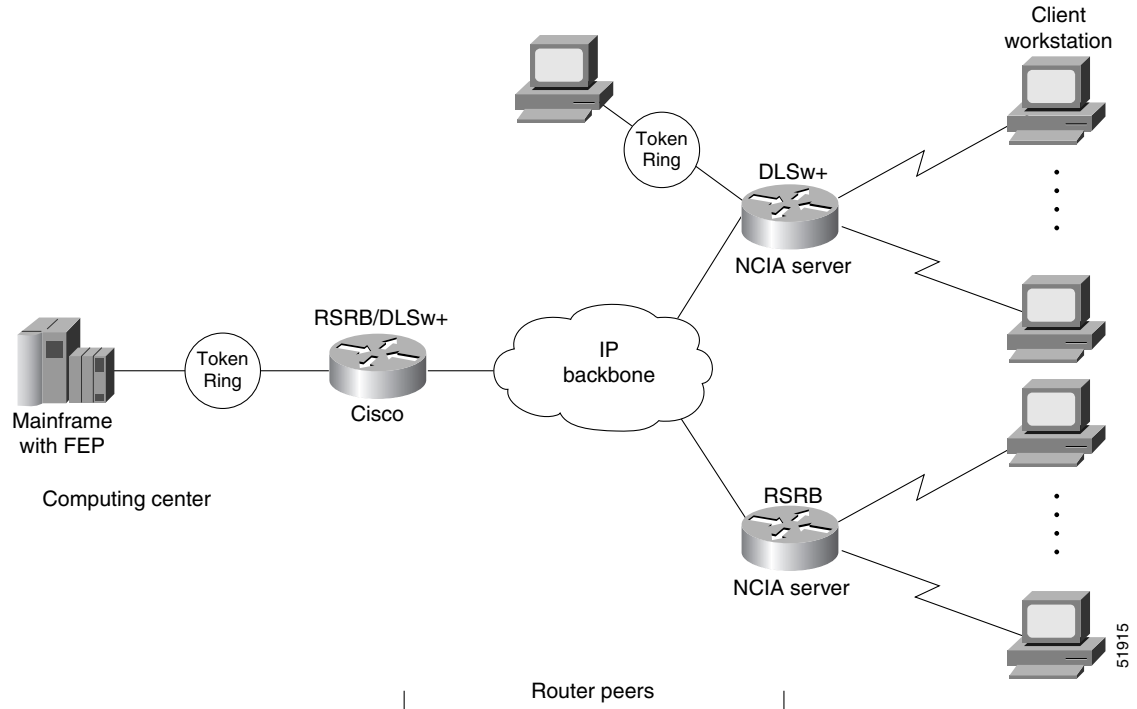 Client
workstation
Token
Ring
DLSw+
NCIA server
RSRB/DLSw+
Token
Ring
IP
backbone
Cisco
Mainframe
with FEP
Computing center
RSRB
NCIA server
51915
Router peers